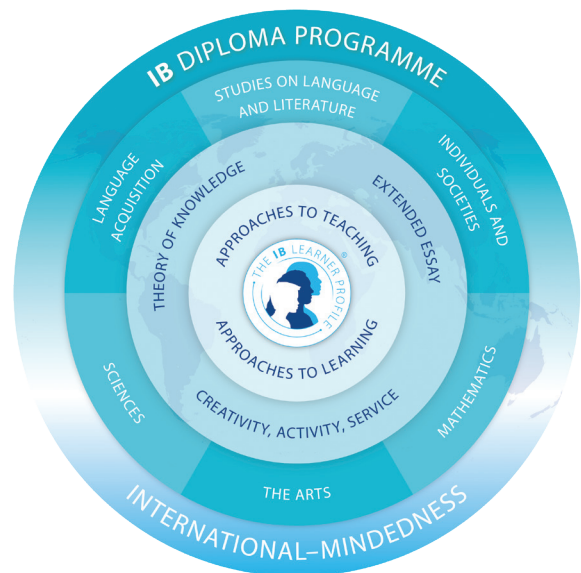 IB DIPLOMA PROGRAMME
STUDIES ON LANGUAGE
AND LITERATURE
LANGUAGE
ACQUISITION
INDIVIDUALS AND
SOCIETIES
THEORY OF KNOWLEDGE
EXTENDED ESSAY
APPROACHES TO TEACHING
THE IB LEARNER PROFILE
®
APPROACHES TO LEARNING
CREATIVITY, ACTIVITY, SERVICE
SCIENCES
MATHEMATICS
THE ARTS
INTERNATIONAL–MINDEDNESS